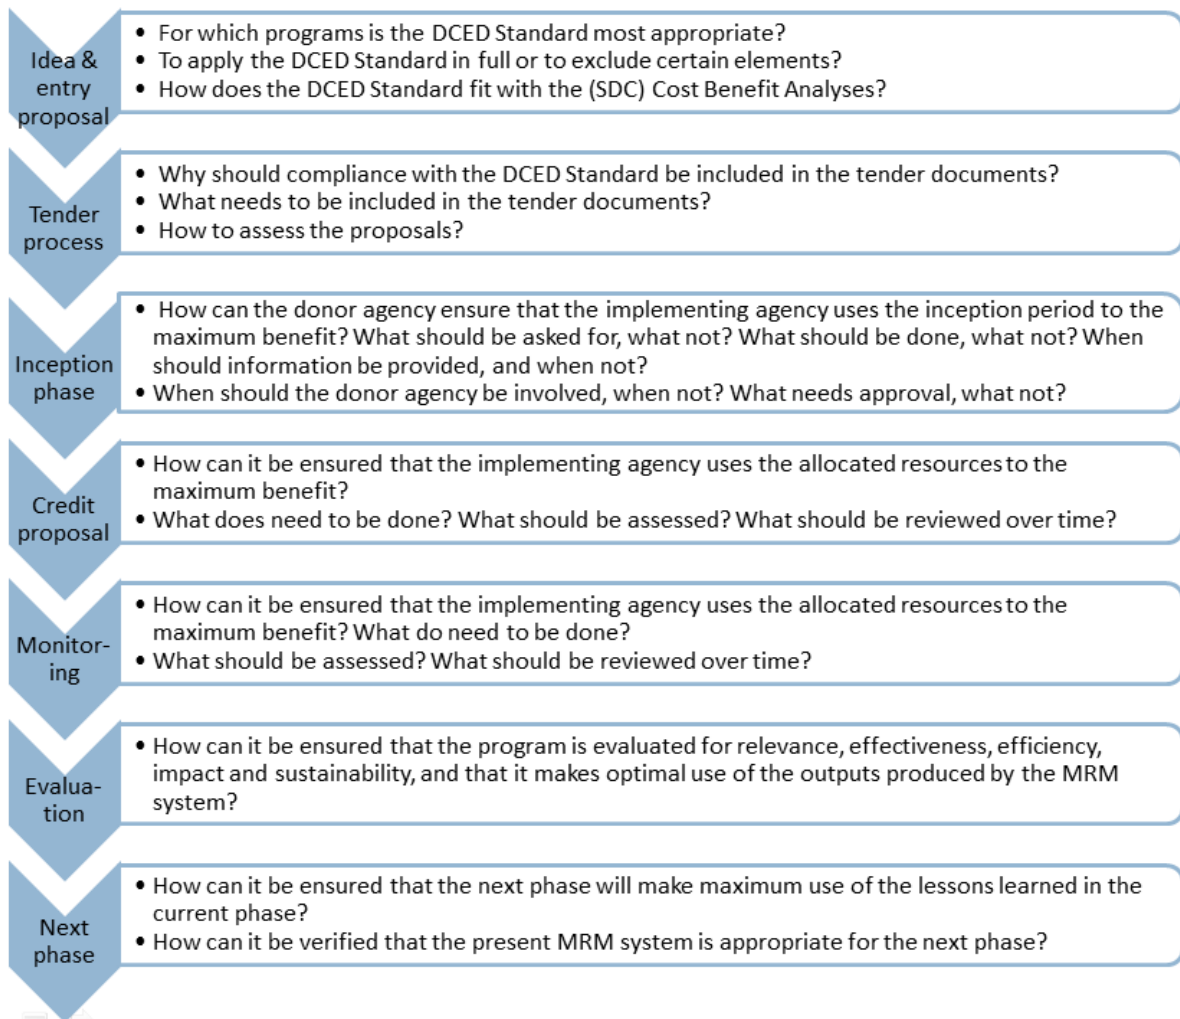 Idea &
entry
proposal
• For which programs is the DCED Standard most appropriate?
• To apply the DCED Standard in full or to exclude certain elements?
• How does the DCED Standard fit with the (SDC) Cost Benefit Analyses?
Tender
process
• Why should compliance with the DCED Standard be included in the tender documents?
• What needs to be included in the tender documents?
• How to assess the proposals?
Inception
phase
• How can the donor agency ensure that the implementing agency uses the inception period to the
maximum benefit? What should be asked for, what not? What should be done, what not? When
should information be provided, and when not?
• When should the donor agency be involved, when not? What needs approval, what not?
Credit
proposal
• How can it be ensured that the implementing agency uses the allocated resources to the
maximum benefit?
• What does need to be done? What should be assessed? What should be reviewed over time?
Monitor-
ing
• How can it be ensured that the implementing agency uses the allocated resources to the
maximum benefit? What do need to be done?
• What should be assessed? What should be reviewed over time?
Evalua-
tion
• How can it be ensured that the program is evaluated for relevance, effectiveness, efficiency,
impact and sustainability, and that it makes optimal use of the outputs produced by the MRM
system?
Next
phase
• How can it be ensured that the next phase will make maximum use of the lessons learned in the
current phase?
• How can it be verified that the present MRM system is appropriate for the next phase?